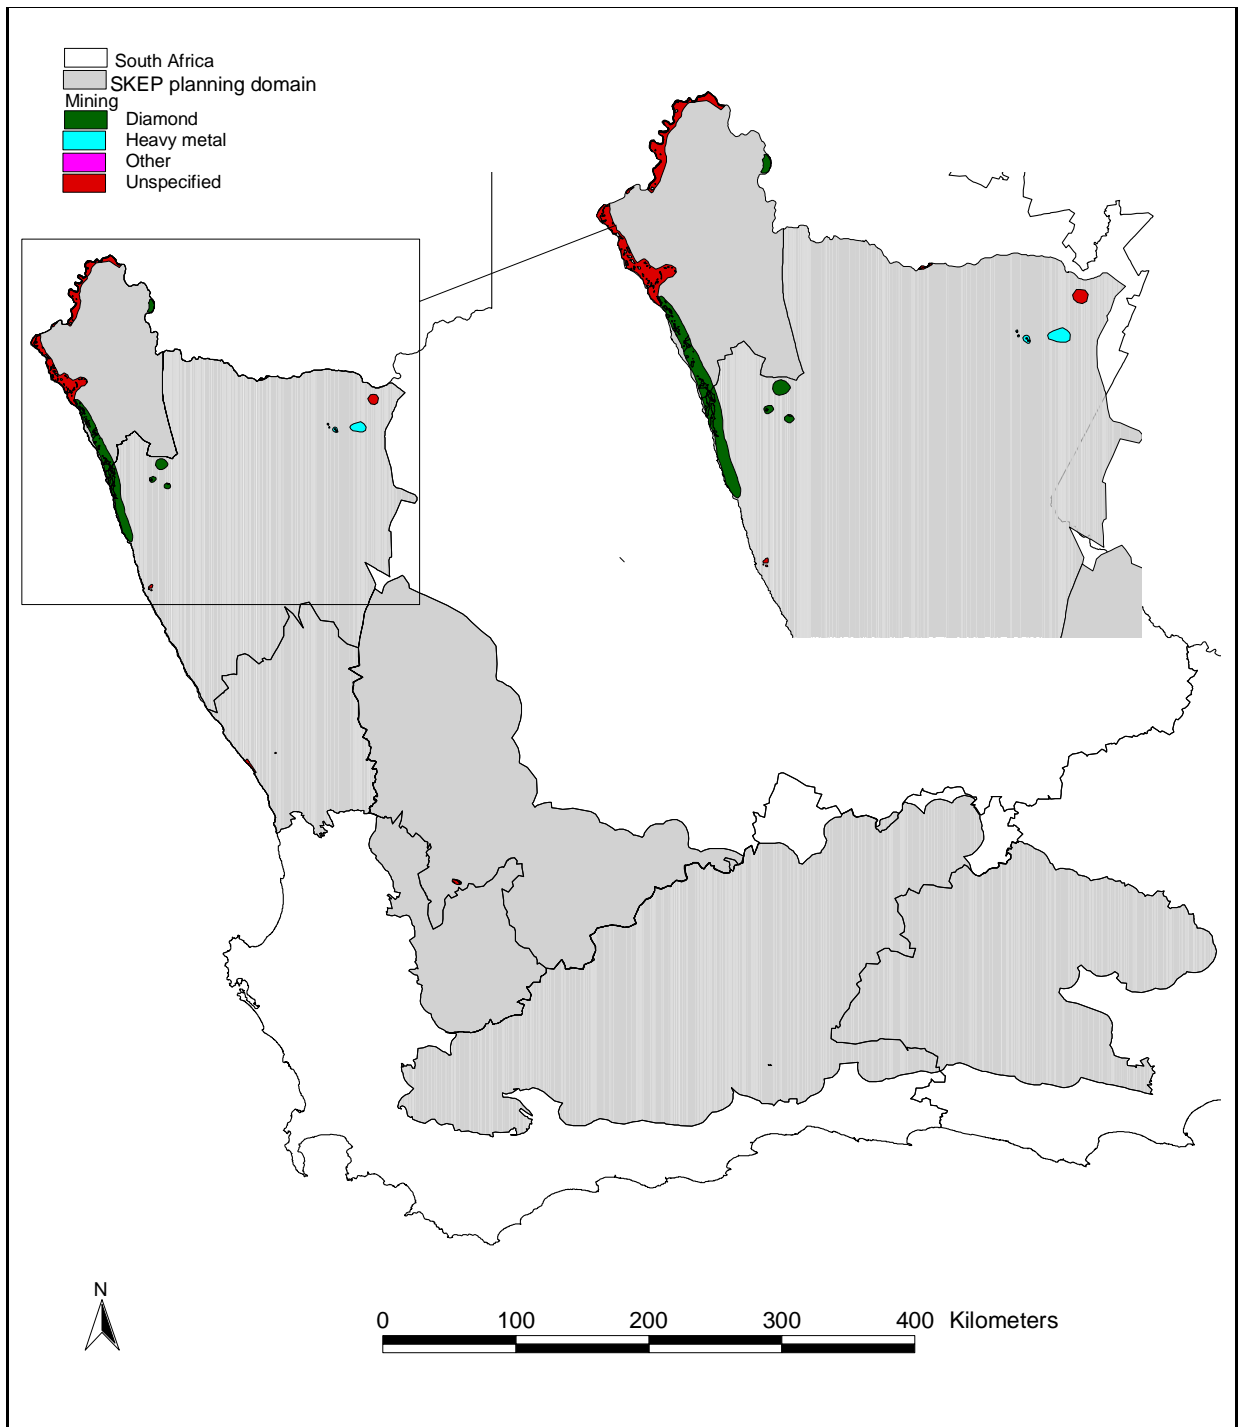 South Africa
SKEP planning domain
Mining
Diamond
Heavy metal
Other
Unspecified
N
0 100 200 300 400 Kilometers